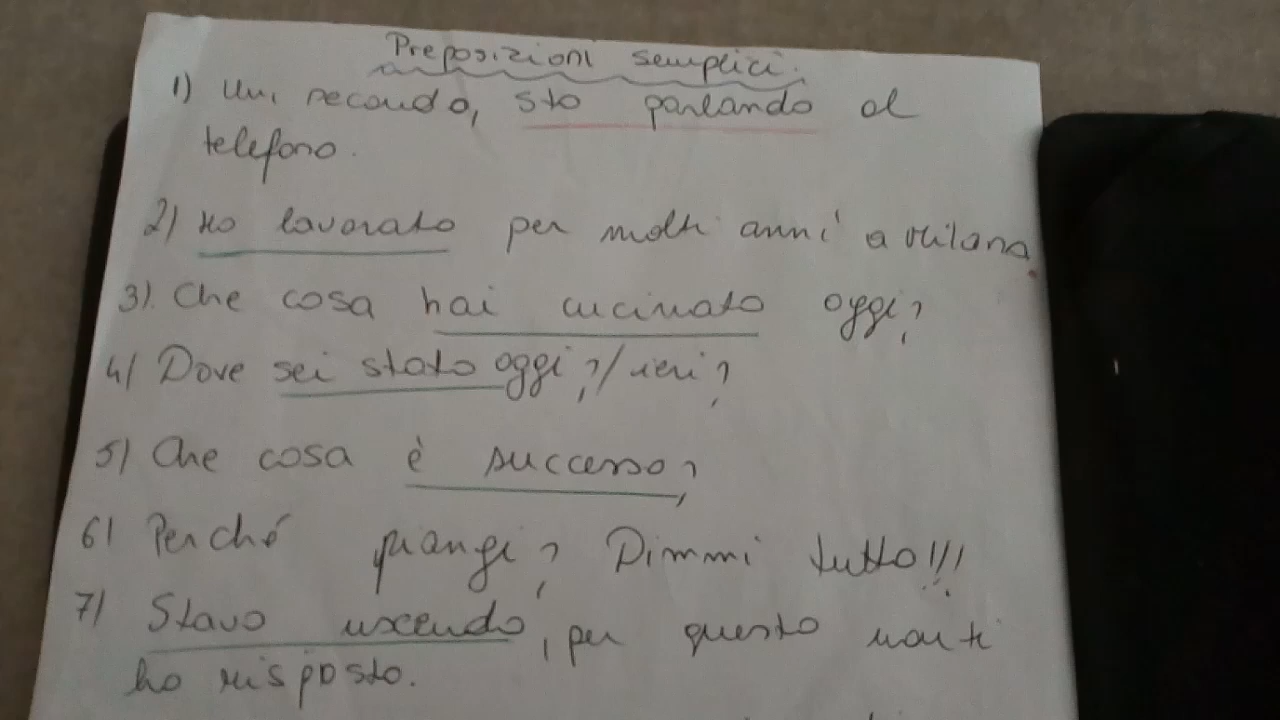 Preposizioni semplici.
1) Un, secondo, sto parlando al
telefono.
2) Ho lavorato per molti anni a Milano.
3). Che cosa hai cucinato oggi?
4) Dove sei stato oggi?/ieri?
5) Che cosa è successo?
6) Perché piangi? Dimmi tutto!!!
7) Stavo uscendo, per questo non ti
ho risposto.